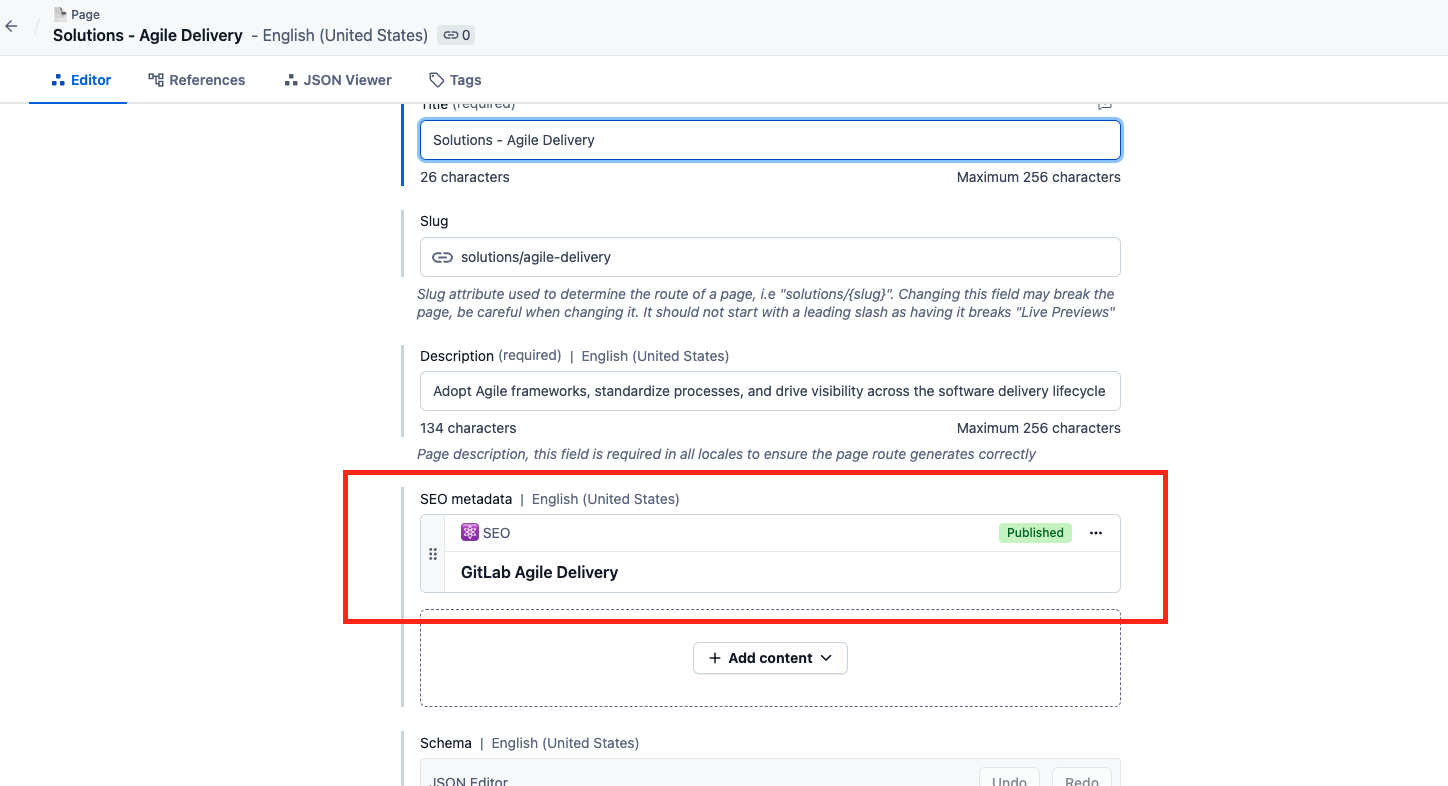 Page
Solutions - Agile Delivery - English (United States) 0
Editor References JSON Viewer Tags
Title (required)
Solutions - Agile Delivery
26 characters Maximum 256 characters
Slug
solutions/agile-delivery
Slug attribute used to determine the route of a page, i.e "solutions/{slug}". Changing this field may break the
page, be careful when changing it. It should not start with a leading slash as having it breaks "Live Previews"
Description (required) | English (United States)
Adopt Agile frameworks, standardize processes, and drive visibility across the software delivery lifecycle
134 characters Maximum 256 characters
Page description, this field is required in all locales to ensure the page route generates correctly
SEO metadata | English (United States)
SEO Published
GitLab Agile Delivery
+ Add content
Schema | English (United States)
JSON Editor Undo Redo